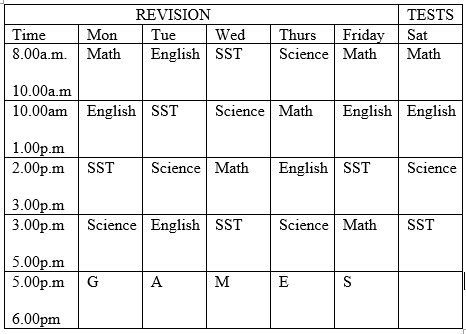 REVISION TESTS
Time Mon Tue Wed Thurs Friday Sat
8.00a.m. Math English SST Science Math Math
10.00a.m
10.00am English SST Science Math English English
1.00p.m
2.00p.m SST Science Math English SST Science
3.00p.m
3.00p.m Science English SST Science Math SST
5.00p.m
5.00p.m G A M E S
6.00pm